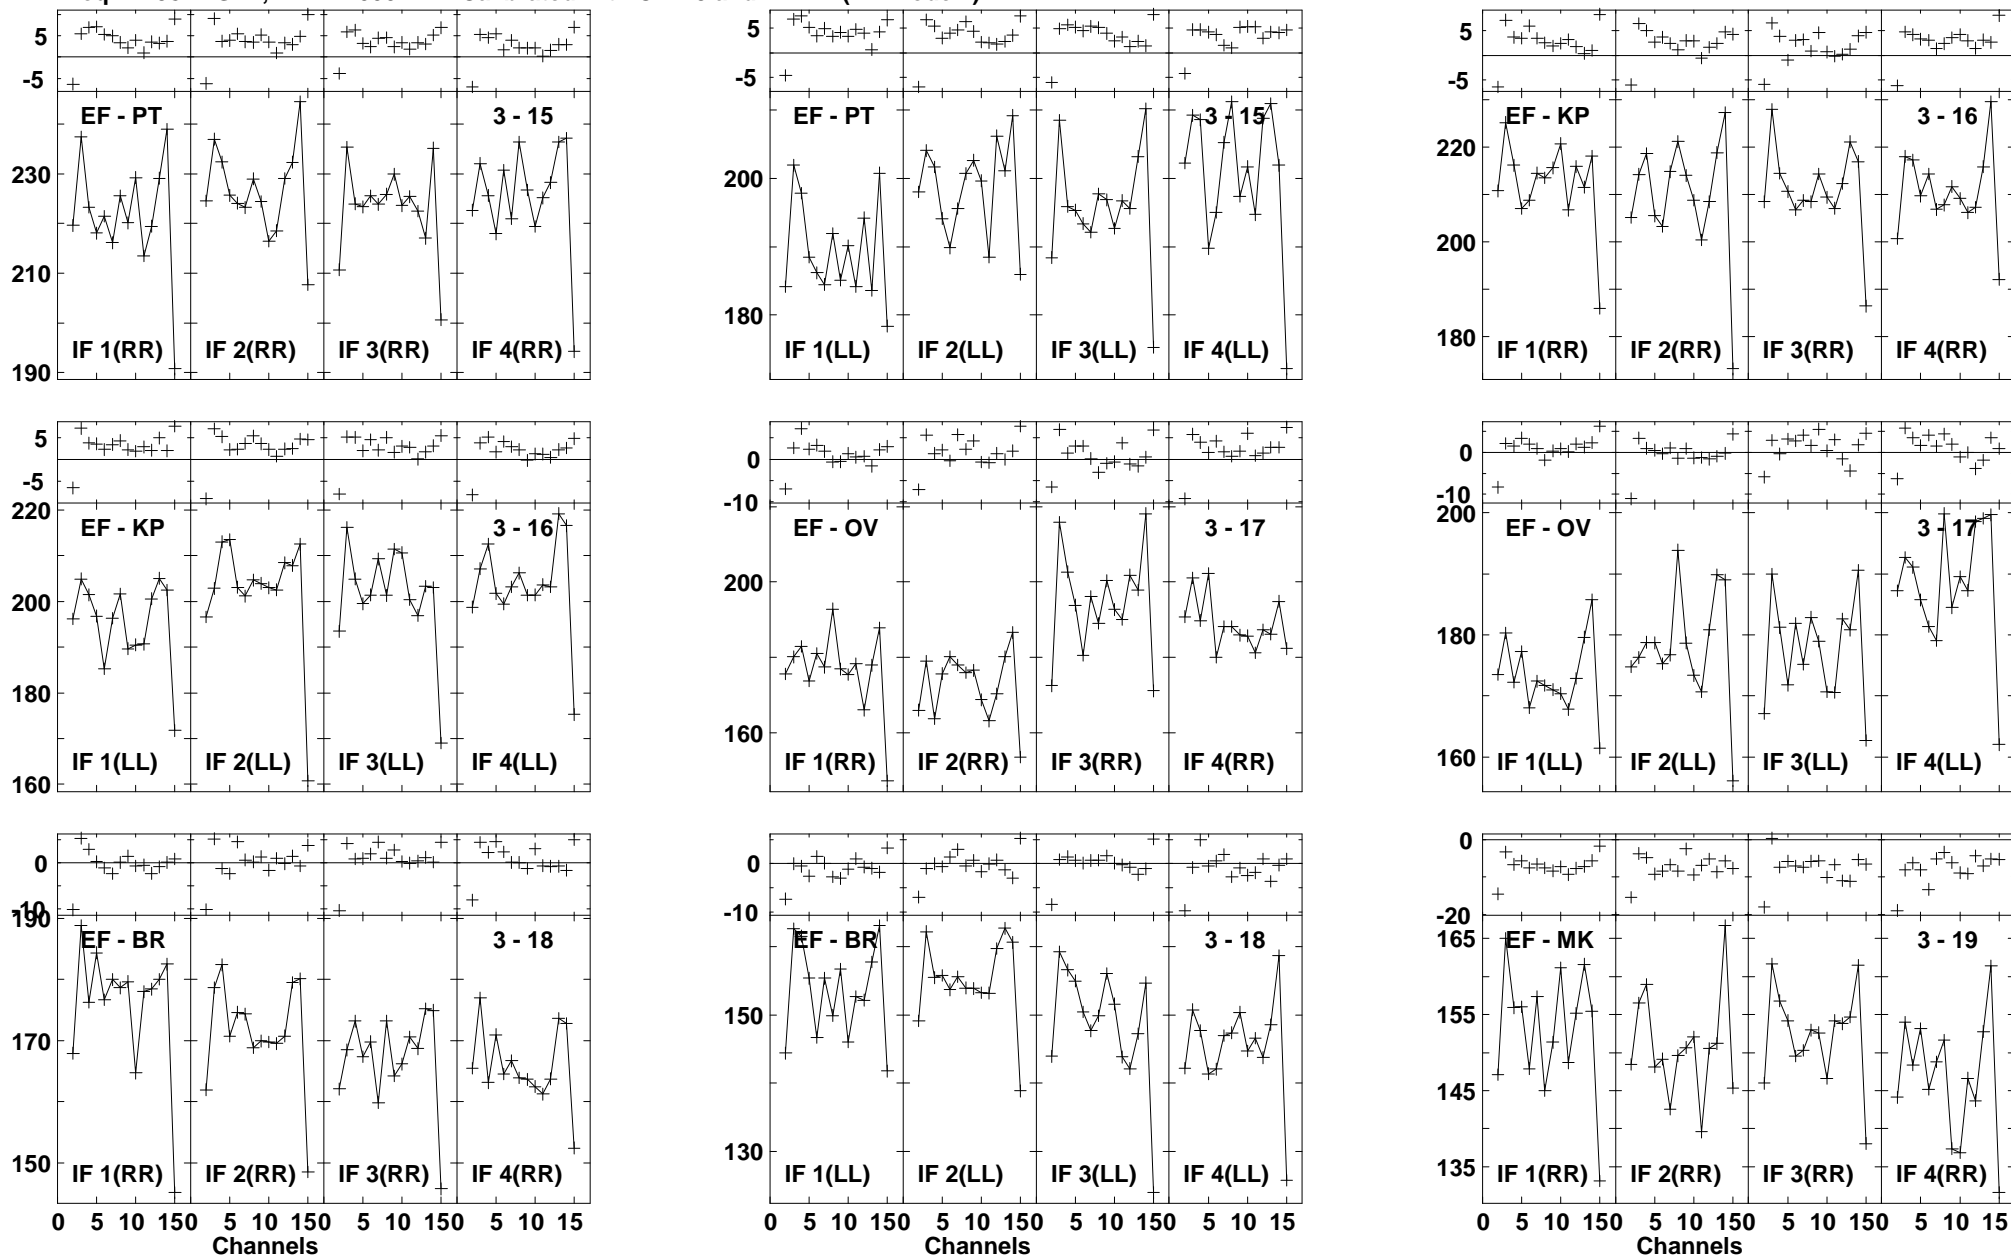 5
-5
EF - PT 3 - 15
230
210
190
IF 1(RR) IF 2(RR) IF 3(RR) IF 4(RR)
5
-5
EF - PT 3 - 15
200
180
IF 1(LL) IF 2(LL) IF 3(LL) IF 4(LL)
5
-5
EF - KP 3 - 16
220
200
180
IF 1(RR) IF 2(RR) IF 3(RR) IF 4(RR)
5
-5
220
EF - KP 3 - 16
200
180
160
IF 1(LL) IF 2(LL) IF 3(LL) IF 4(LL)
0
-10
EF - OV 3 - 17
200
160
IF 1(RR) IF 2(RR) IF 3(RR) IF 4(RR)
0
-10
200
EF - OV 3 - 17
180
160
IF 1(LL) IF 2(LL) IF 3(LL) IF 4(LL)
0
-10
190
EF - BR 3 - 18
170
150
IF 1(RR) IF 2(RR) IF 3(RR) IF 4(RR)
0 5 10 150 5 10 150 5 10 150 5 10 15
Channels
0
-10
EF - BR 3 - 18
150
130
IF 1(LL) IF 2(LL) IF 3(LL) IF 4(LL)
0 5 10 150 5 10 150 5 10 150 5 10 15
Channels
0
-20
165
EF - MK 3 - 19
155
145
135
IF 1(RR) IF 2(RR) IF 3(RR) IF 4(RR)
0 5 10 150 5 10 150 5 10 150 5 10 15
Channels